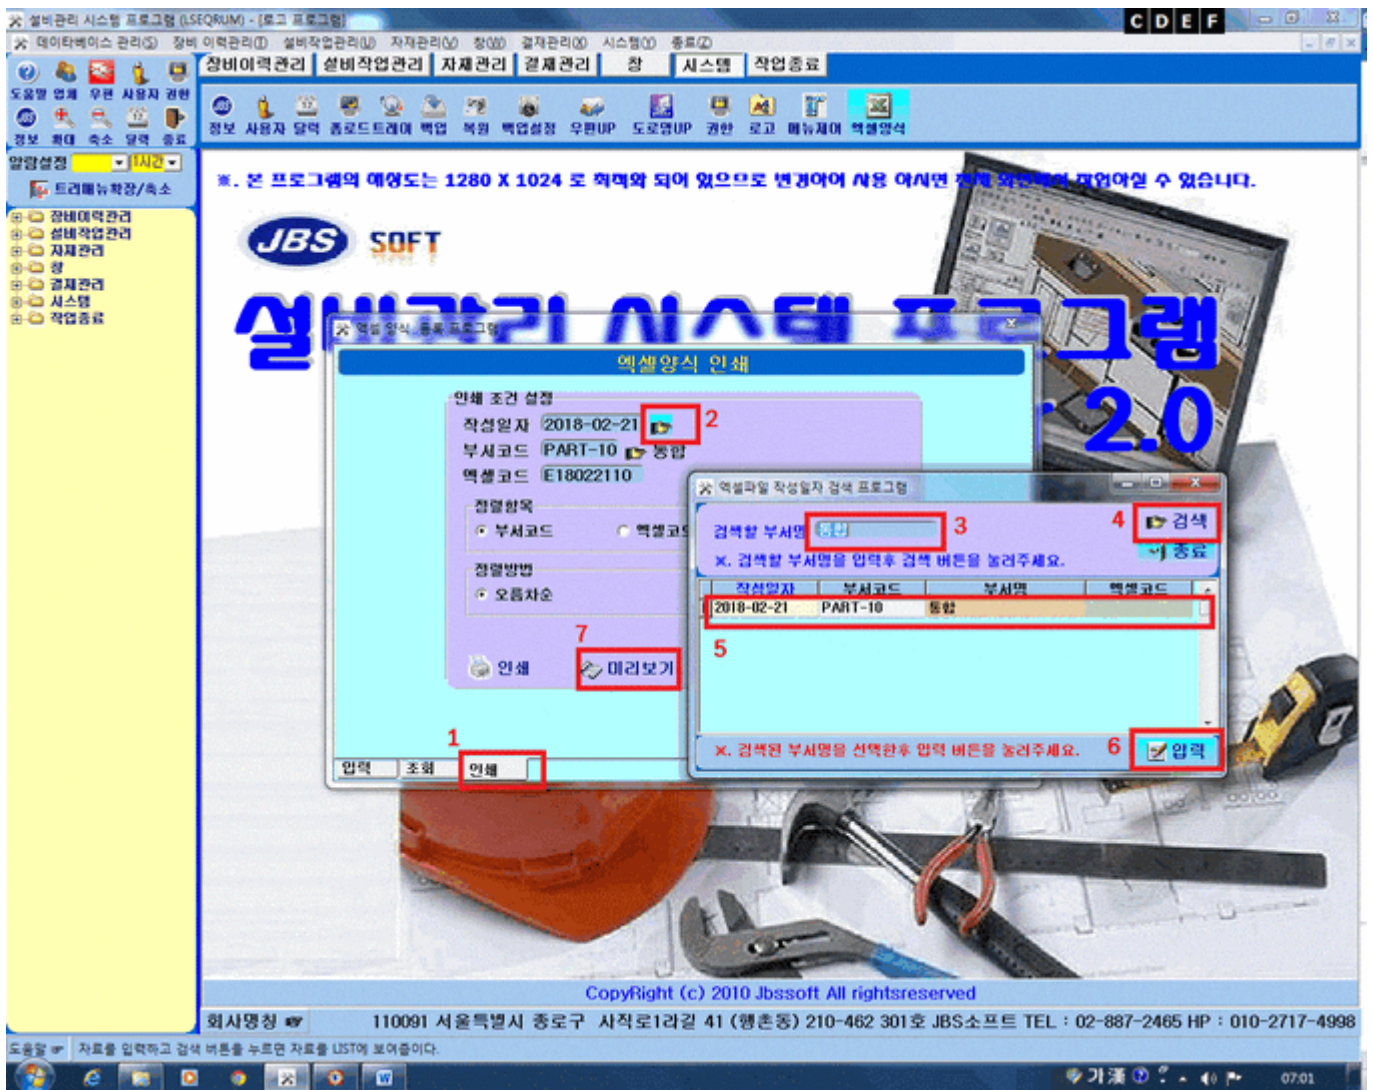 설비관리 시스템 프로그램 (LSEQRUM) - [로고 프로그램]
C D E F
데이타베이스 관리(S) 장비 이력관리(T) 설비작업관리(U) 자재관리(V) 창(W) 결재관리(X) 시스템(Y) 종료(Z)
장비이력관리 설비작업관리 자재관리 결재관리 창 시스템 작업종료
도움말 업체 우편 사용자 권한
정보 확대 축소 달력 종료
정보 사용자 달력 종료드트레이 백업 복원 백업설정 우편UP 도로명UP 권한 로고 메뉴제어 엑셀양식
알람설정 1시간
트리메뉴확장/축소
장비이력관리
설비작업관리
자재관리
창
결재관리
시스템
작업종료
※. 본 프로그램의 해상도는 1280 X 1024 로 최적화 되어 있으므로 변경하여 사용 하시면 전체 화면에서 작업하실 수 있습니다.
JBS SOFT
설비관리 시스템 프로그램
2.0
엑셀 양식 등록 프로그램
엑셀양식 인쇄
인쇄 조건 설정
작성일자 2018-02-21
2
부서코드 PART-10 통합
엑셀코드 E18022110
정렬항목
부서코드 엑셀코드
정렬방법
오름차순
7
인쇄 미리보기
1
입력 조회 인쇄
엑셀파일 작성일자 검색 프로그램
검색할 부서명 통합 3
4 검색
종료
※. 검색할 부서명을 입력후 검색 버튼을 눌러주세요.
작성일자 부서코드 부서명 엑셀코드
2018-02-21 PART-10 통합
5
※. 검색된 부서명을 선택한후 입력 버튼을 눌러주세요.
6 입력
CopyRight (c) 2010 Jbssoft All rightsreserved
회사명칭 ☞ 110091 서울특별시 종로구 사직로1라길 41 (행촌동) 210-462 301호 JBS소프트 TEL : 02-887-2465 HP : 010-2717-4998
도움말 ☞ 자료를 입력하고 검색 버튼을 누르면 자료를 LIST에 보여줍이다.
가 漢 07:01